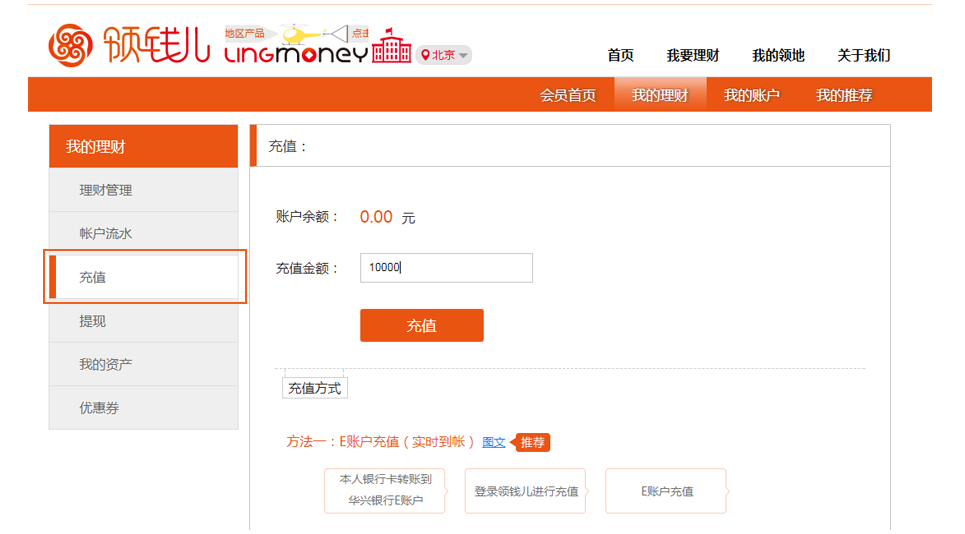 领钱儿
地区产品
点击
LINGMONEY
北京
首页 我要理财 我的领地 关于我们
会员首页 我的理财 我的账户 我的推荐
我的理财
理财管理
帐户流水
充值
提现
我的资产
优惠券
充值：
账户余额： 0.00 元
充值金额： 10000
充值
充值方式
方法一：E账户充值（实时到帐） 图文 推荐
本人银行卡转账到
华兴银行E账户
登录领钱儿进行充值
E账户充值